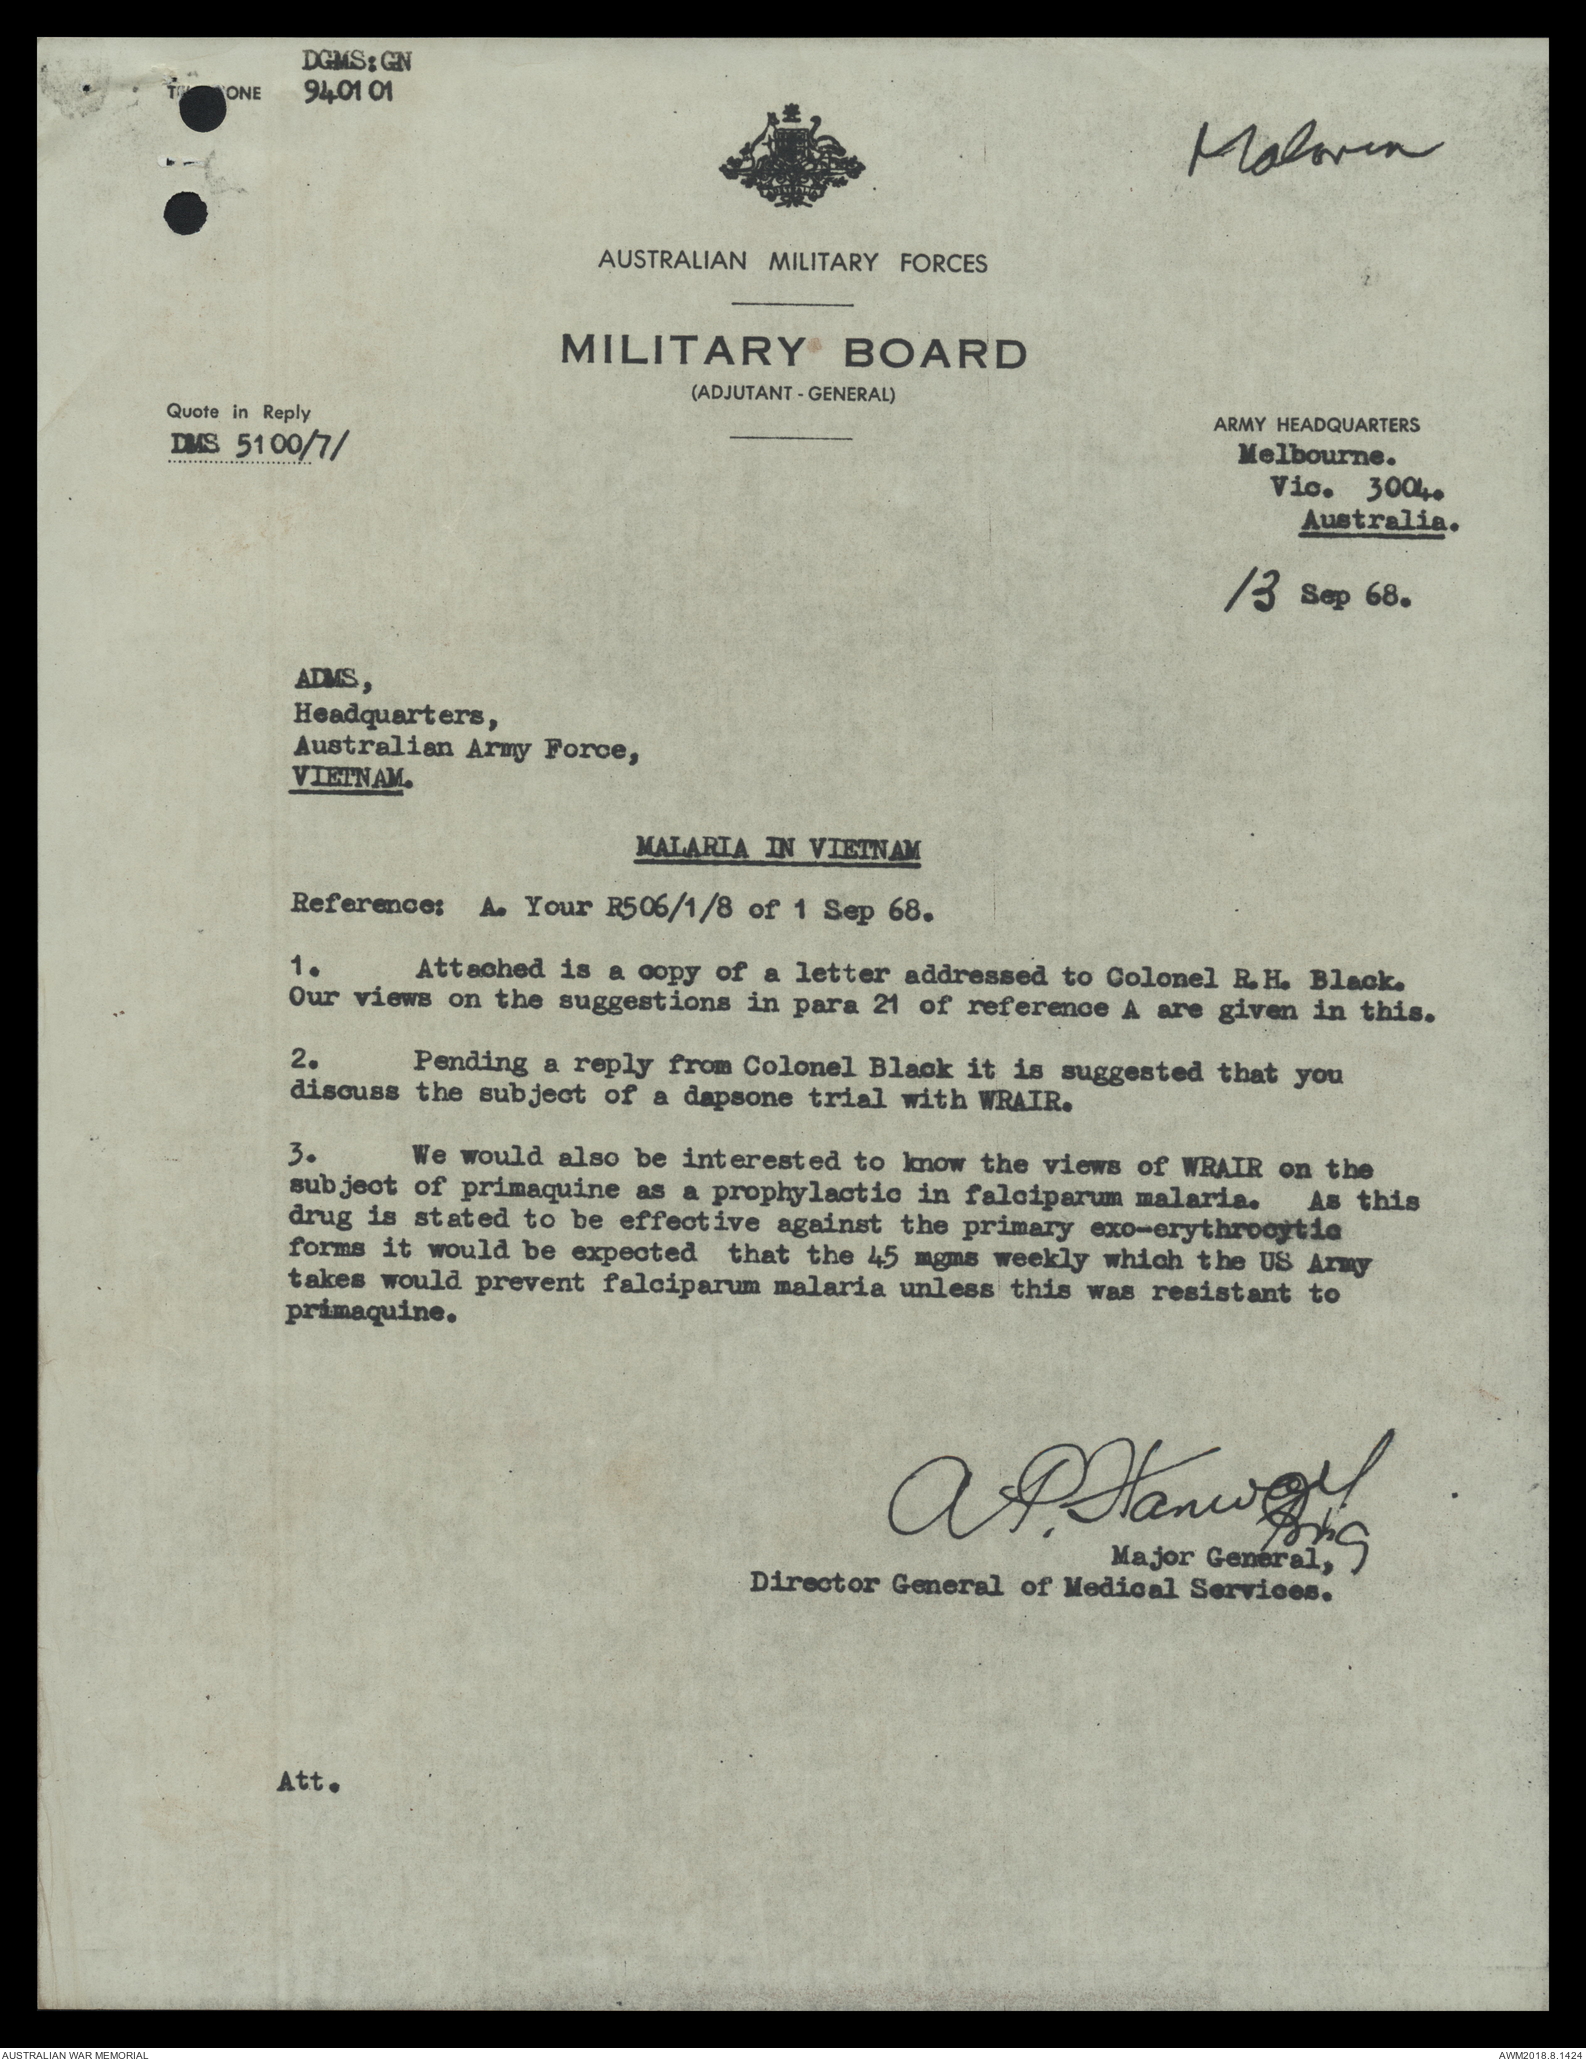 DGMS:GN
940101
Malaria
AUSTRALIA
AUSTRALIAN MILITARY FORCES
MILITARY BOARD
(ADJUTANT - GENERAL)
Quote in Reply
DMS 5100/7/
ARMY HEADQUARTERS
Melbourne.
Vic. 3004.
Australia.
13 Sep 68.
ADMS,
Headquarters,
Australian Army Force,
VIETNAM.
MALARIA IN VIETNAM
Reference: A. Your R506/1/8 of 1 Sep 68.
1. Attached is a copy of a letter addressed to Colonel R.H. Black.
Our views on the suggestions in para 21 of reference A are given in this.
2. Pending a reply from Colonel Black it is suggested that you
discuss the subject of a dapsone trial with WRAIR.
3. We would also be interested to know the views of WRAIR on the
subject of primaquine as a prophylactic in falciparum malaria. As this
drug is stated to be effective against the primary exo-erythrocytic
forms it would be expected that the 45 mgms weekly which the US Army
takes would prevent falciparum malaria unless this was resistant to
primaquine.
Major General,
Director General of Medical Services.
Att.
AUSTRALIAN WAR MEMORIAL
AWM2018.8.1424